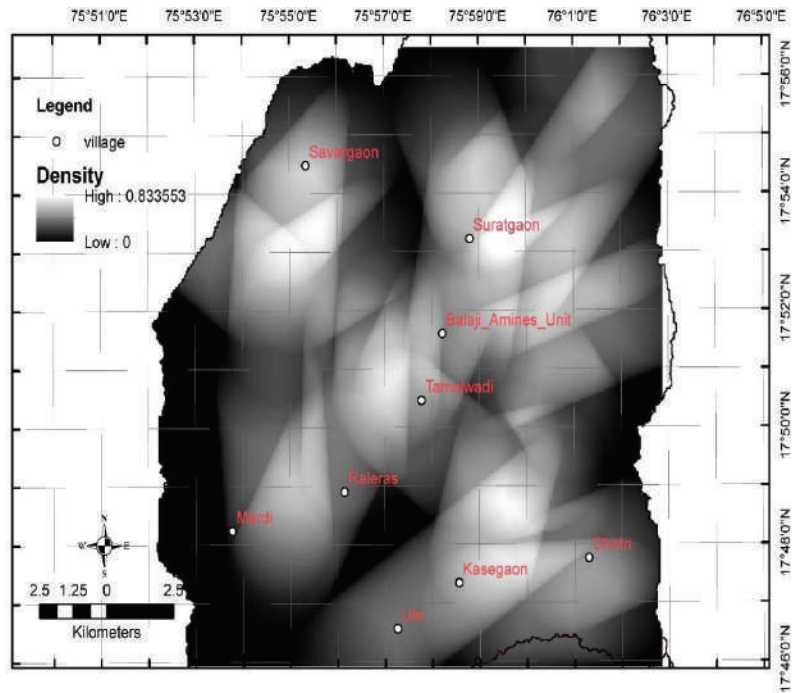 75°51'0"E 75°53'0"E 75°55'0"E 75°57'0"E 75°59'0"E 76°1'0"E 76°3'0"E 76°5'0"E
17°56'0"N
17°54'0"N
17°52'0"N
17°50'0"N
17°48'0"N
17°46'0"N
Legend
village
Density
High : 0.833553
Low : 0
Savargaon
Suratgaon
Balaji_Amines_Unit
Tamalwadi
Raleras
Mardi
Kasegaon
Ule
N
W E
S
2.5 1.25 0 2.5
Kilometers